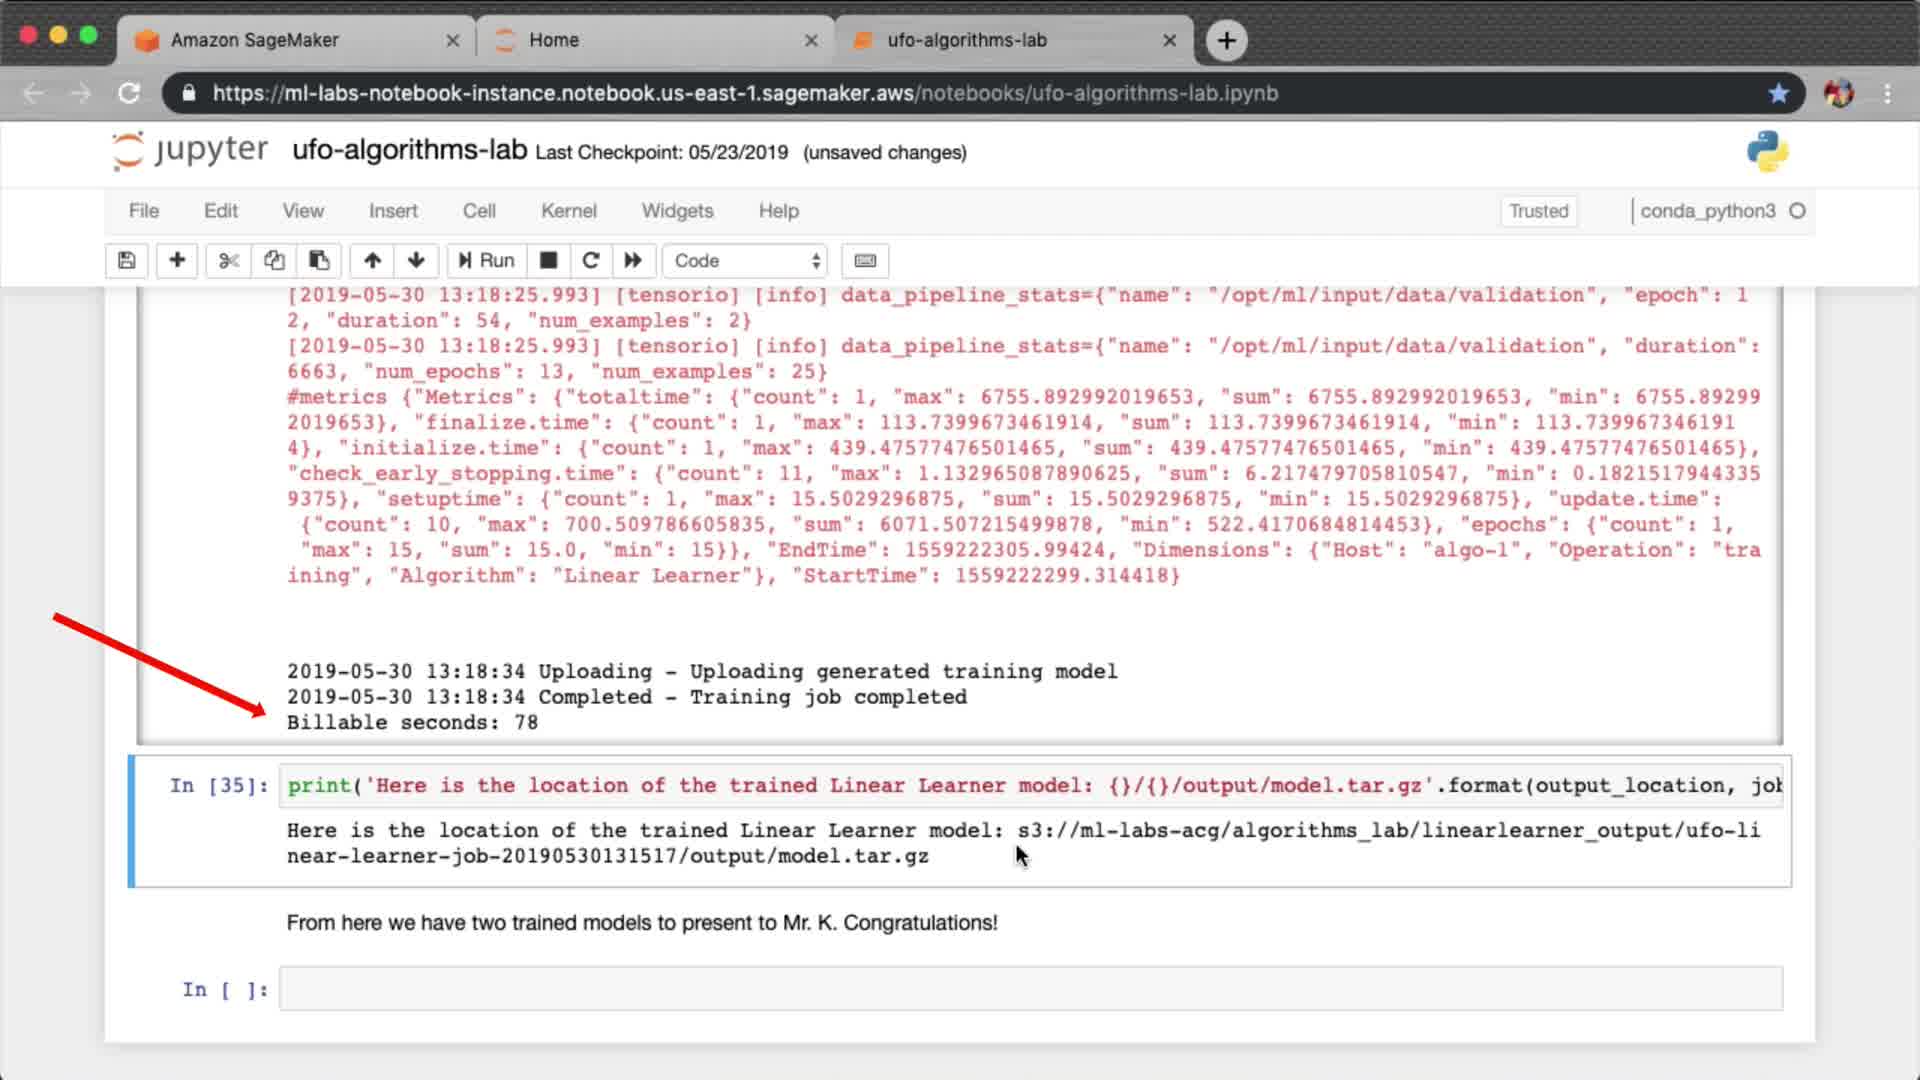 Amazon SageMaker
Home
ufo-algorithms-lab
https://ml-labs-notebook-instance.notebook.us-east-1.sagemaker.aws/notebooks/ufo-algorithms-lab.ipynb
jupyter ufo-algorithms-lab Last Checkpoint: 05/23/2019 (unsaved changes)
File Edit View Insert Cell Kernel Widgets Help Trusted conda_python3
Run Code
[2019-05-30 13:18:25.993] [tensorio] [info] data_pipeline_stats={"name": "/opt/ml/input/data/validation", "epoch": 1
2, "duration": 54, "num_examples": 2}
[2019-05-30 13:18:25.993] [tensorio] [info] data_pipeline_stats={"name": "/opt/ml/input/data/validation", "duration":
6663, "num_epochs": 13, "num_examples": 25}
#metrics {"Metrics": {"totaltime": {"count": 1, "max": 6755.892992019653, "sum": 6755.892992019653, "min": 6755.89299
2019653}, "finalize.time": {"count": 1, "max": 113.7399673461914, "sum": 113.7399673461914, "min": 113.739967346191
4}, "initialize.time": {"count": 1, "max": 439.47577476501465, "sum": 439.47577476501465, "min": 439.47577476501465},
"check_early_stopping.time": {"count": 11, "max": 1.132965087890625, "sum": 6.217479705810547, "min": 0.1821517944335
9375}, "setuptime": {"count": 1, "max": 15.5029296875, "sum": 15.5029296875, "min": 15.5029296875}, "update.time":
{"count": 10, "max": 700.509786605835, "sum": 6071.507215499878, "min": 522.4170684814453}, "epochs": {"count": 1,
"max": 15, "sum": 15.0, "min": 15}}, "EndTime": 1559222305.99424, "Dimensions": {"Host": "algo-1", "Operation": "tra
ining", "Algorithm": "Linear Learner"}, "StartTime": 1559222299.314418}
2019-05-30 13:18:34 Uploading - Uploading generated training model
2019-05-30 13:18:34 Completed - Training job completed
Billable seconds: 78
In [35]: print('Here is the location of the trained Linear Learner model: {}/{}/output/model.tar.gz'.format(output_location, job
Here is the location of the trained Linear Learner model: s3://ml-labs-acg/algorithms_lab/linearlearner_output/ufo-li
near-learner-job-20190530131517/output/model.tar.gz
From here we have two trained models to present to Mr. K. Congratulations!
In [ ]: